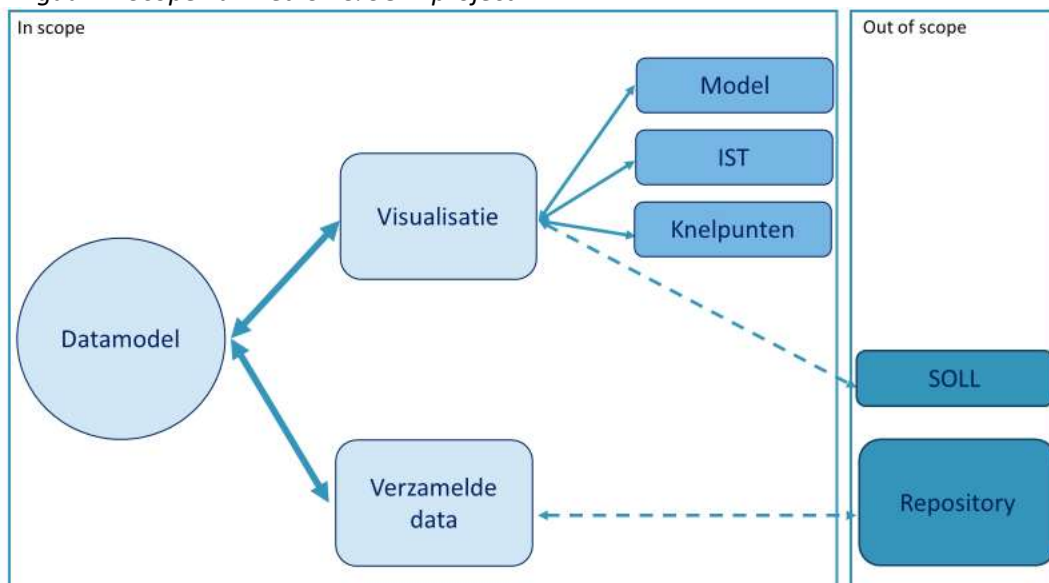 In scope
Out of scope
Model
IST
Visualisatie
Knelpunten
Datamodel
SOLL
Verzamelde
data
Repository